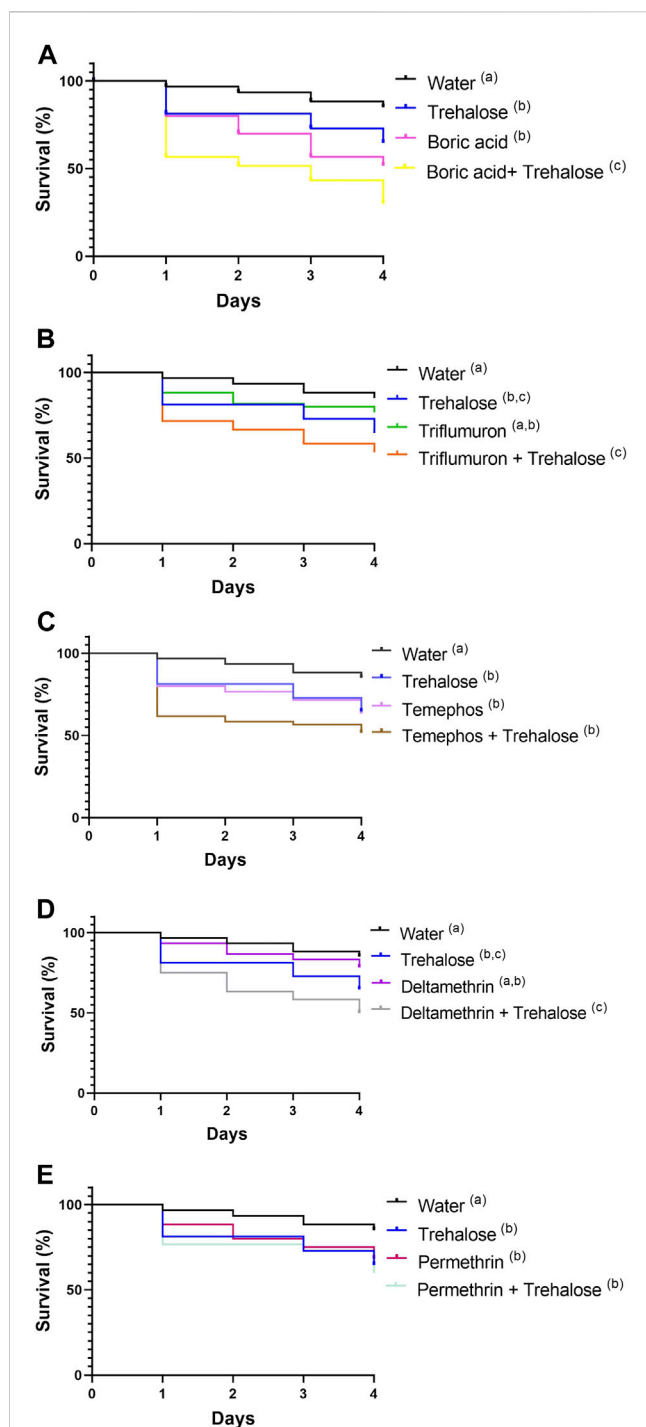 A
Survival (%)
100
50
0
0 1 2 3 4
Days
Water (a)
Trehalose (b)
Boric acid (b)
Boric acid+ Trehalose (c)
B
Survival (%)
100
50
0
0 1 2 3 4
Days
Water (a)
Trehalose (b,c)
Triflumuron (a,b)
Triflumuron + Trehalose (c)
C
Survival (%)
100
50
0
0 1 2 3 4
Days
Water (a)
Trehalose (b)
Temephos (b)
Temephos + Trehalose (b)
D
Survival (%)
100
50
0
0 1 2 3 4
Days
Water (a)
Trehalose (b,c)
Deltamethrin (a,b)
Deltamethrin + Trehalose (c)
E
Survival (%)
100
50
0
0 1 2 3 4
Days
Water (a)
Trehalose (b)
Permethrin (b)
Permethrin + Trehalose (b)